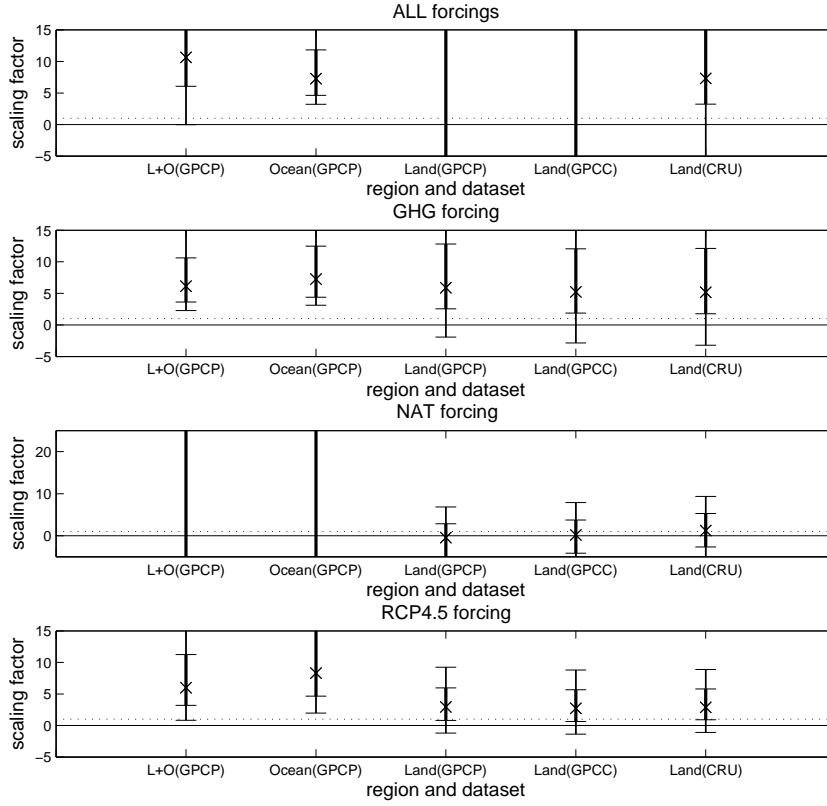 ALL forcings
15
10
5
0
−5
scaling factor
L+O(GPCP) Ocean(GPCP) Land(GPCP) Land(GPCC) Land(CRU)
region and dataset
GHG forcing
15
10
5
0
−5
scaling factor
L+O(GPCP) Ocean(GPCP) Land(GPCP) Land(GPCC) Land(CRU)
region and dataset
NAT forcing
20
10
0
scaling factor
L+O(GPCP) Ocean(GPCP) Land(GPCP) Land(GPCC) Land(CRU)
region and dataset
RCP4.5 forcing
15
10
5
0
−5
scaling factor
L+O(GPCP) Ocean(GPCP) Land(GPCP) Land(GPCC) Land(CRU)
region and dataset